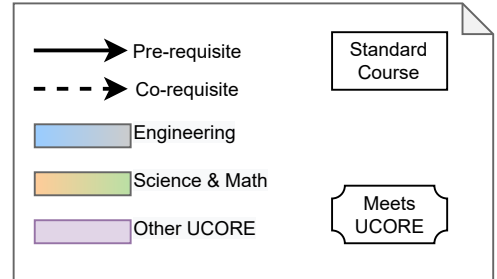 Pre-requisite
Co-requisite
Engineering
Science & Math
Other UCORE
Standard
Course
Meets
UCORE